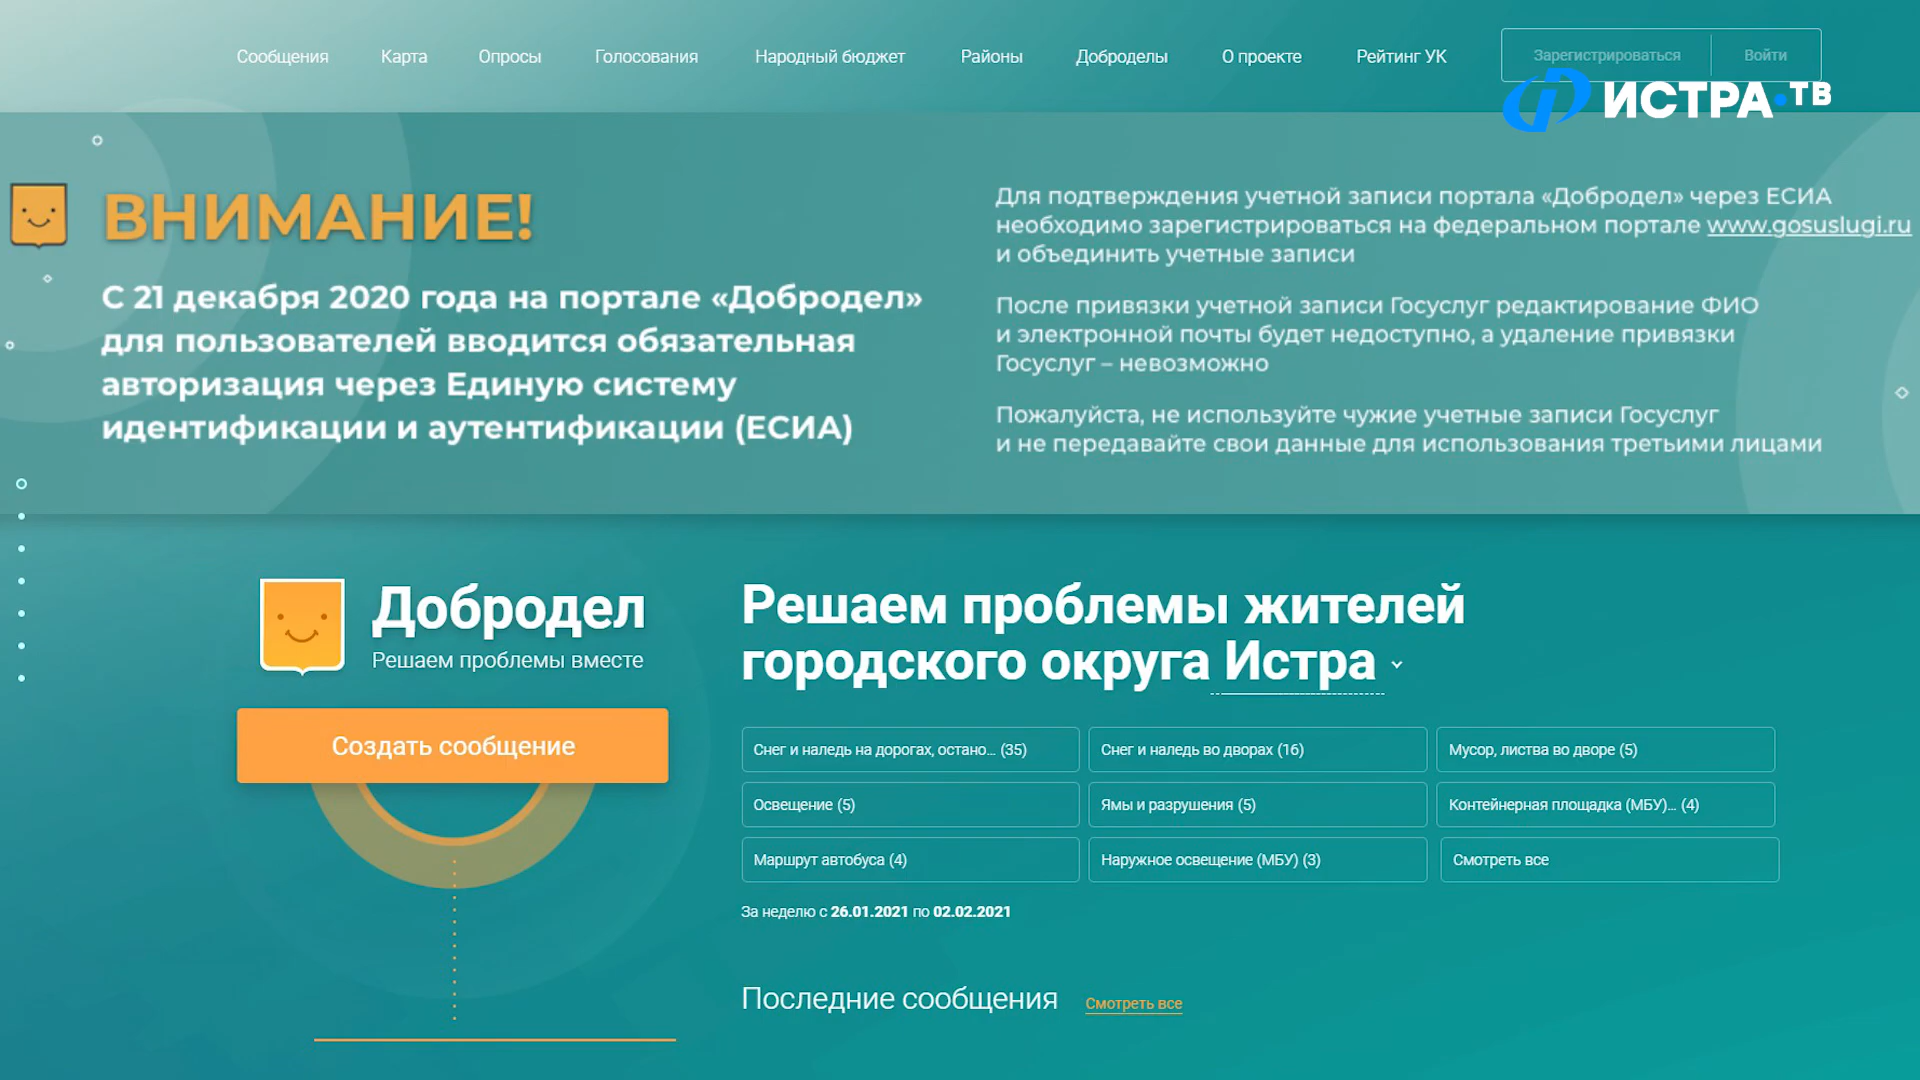 Сообщения Карта Опросы Голосования Народный бюджет Районы Доброделы О проекте Рейтинг УК Зарегистрироваться Войти
ИСТРА•ТВ
ВНИМАНИЕ!
С 21 декабря 2020 года на портале «Добродел»
для пользователей вводится обязательная
авторизация через Единую систему
идентификации и аутентификации (ЕСИА)
Для подтверждения учетной записи портала «Добродел» через ЕСИА
необходимо зарегистрироваться на федеральном портале www.gosuslugi.ru
и объединить учетные записи
После привязки учетной записи Госуслуг редактирование ФИО
и электронной почты будет недоступно, а удаление привязки
Госуслуг – невозможно
Пожалуйста, не используйте чужие учетные записи Госуслуг
и не передавайте свои данные для использования третьими лицами
Добродел
Решаем проблемы вместе
Создать сообщение
Решаем проблемы жителей
городского округа Истра
Снег и наледь на дорогах, остано... (35) Снег и наледь во дворах (16) Мусор, листва во дворе (5)
Освещение (5) Ямы и разрушения (5) Контейнерная площадка (МБУ)... (4)
Маршрут автобуса (4) Наружное освещение (МБУ) (3) Смотреть все
За неделю с 26.01.2021 по 02.02.2021
Последние сообщения Смотреть все